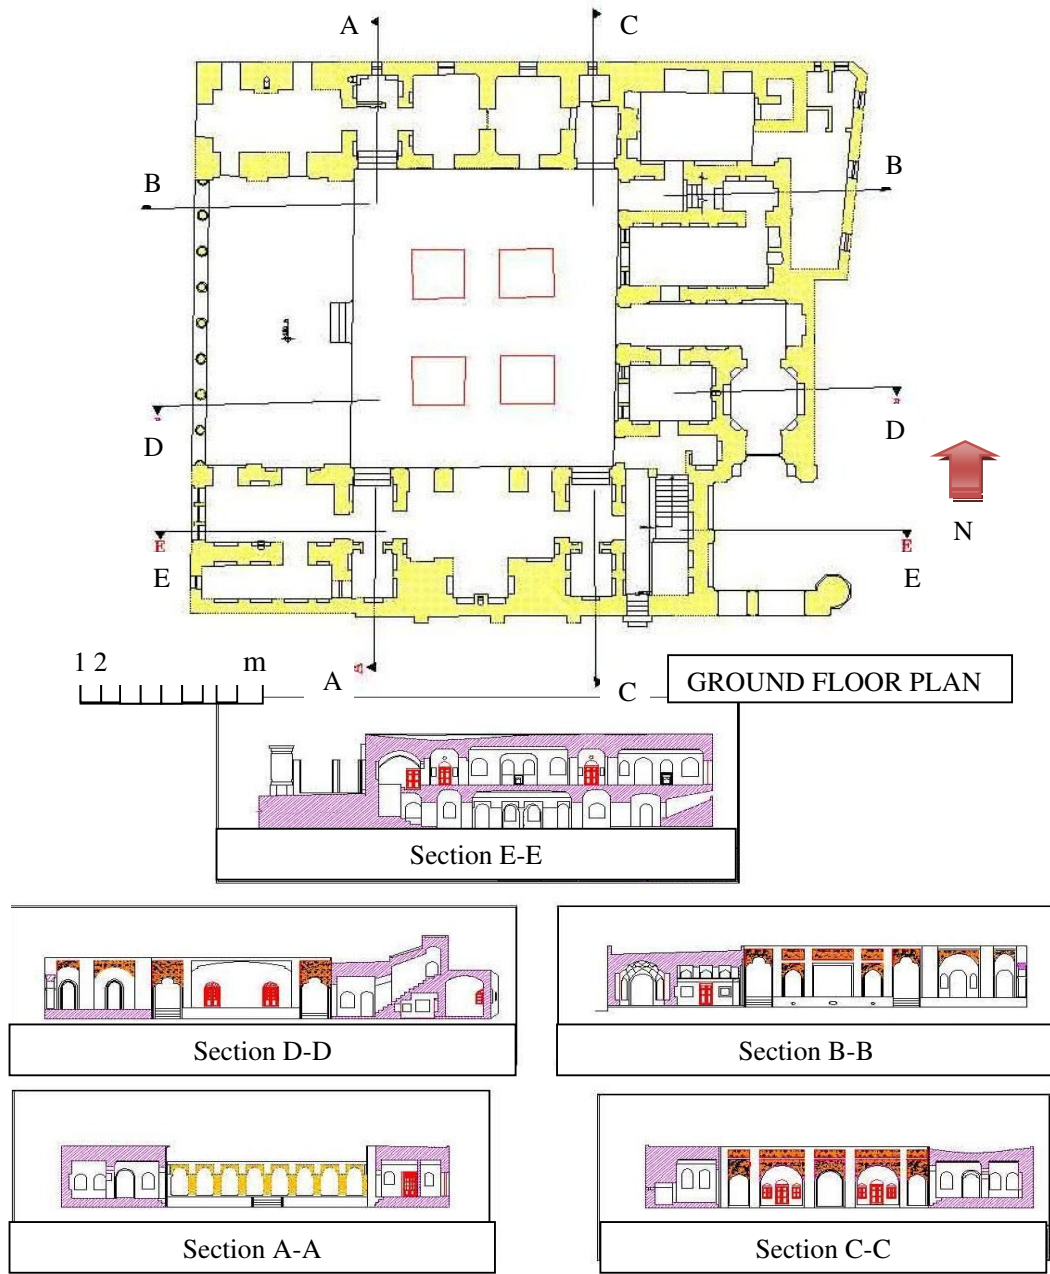 A
C
B
B
D
D
N
E
E
E
E
1 2 m
A
C
GROUND FLOOR PLAN
Section E-E
Section D-D
Section B-B
Section A-A
Section C-C